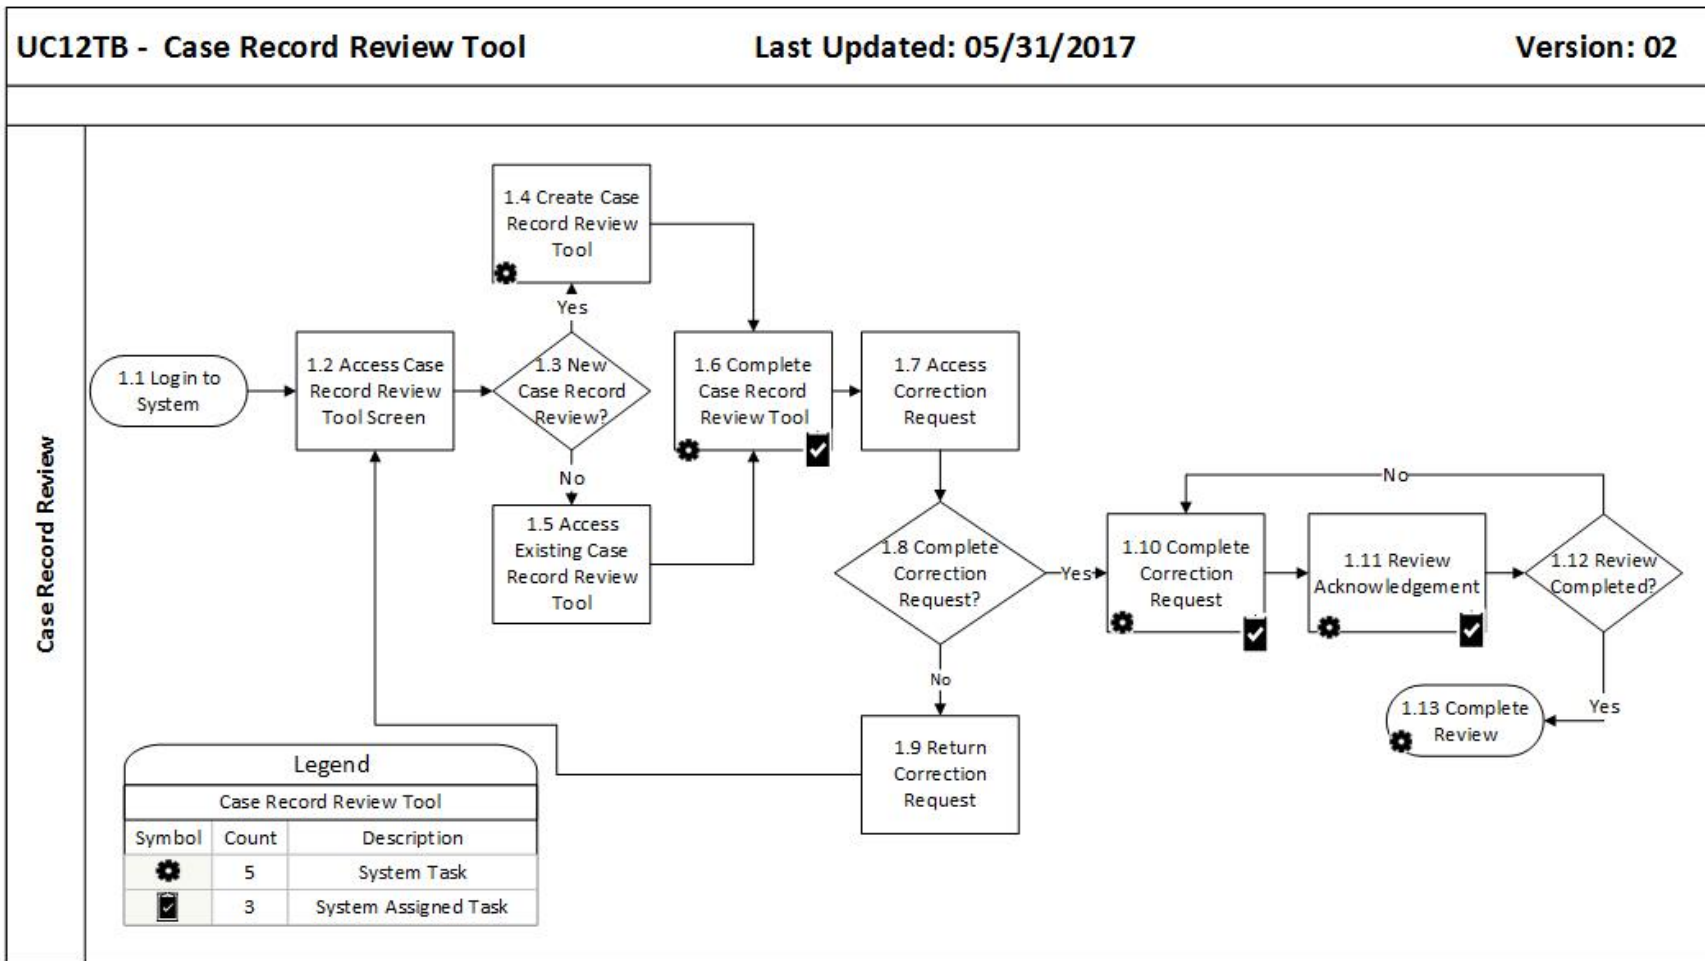 UC12TB - Case Record Review Tool
Last Updated: 05/31/2017
Version: 02
Case Record Review
1.1 Login to
System
1.2 Access Case
Record Review
Tool Screen
1.3 New
Case Record
Review?
Yes
1.4 Create Case
Record Review
Tool
No
1.5 Access
Existing Case
Record Review
Tool
1.6 Complete
Case Record
Review Tool
1.7 Access
Correction
Request
1.8 Complete
Correction
Request?
No
1.9 Return
Correction
Request
Yes
1.10 Complete
Correction
Request
1.11 Review
Acknowledgement
1.12 Review
Completed?
No
Yes
1.13 Complete
Review
Legend
Case Record Review Tool
Symbol Count Description
5 System Task
3 System Assigned Task